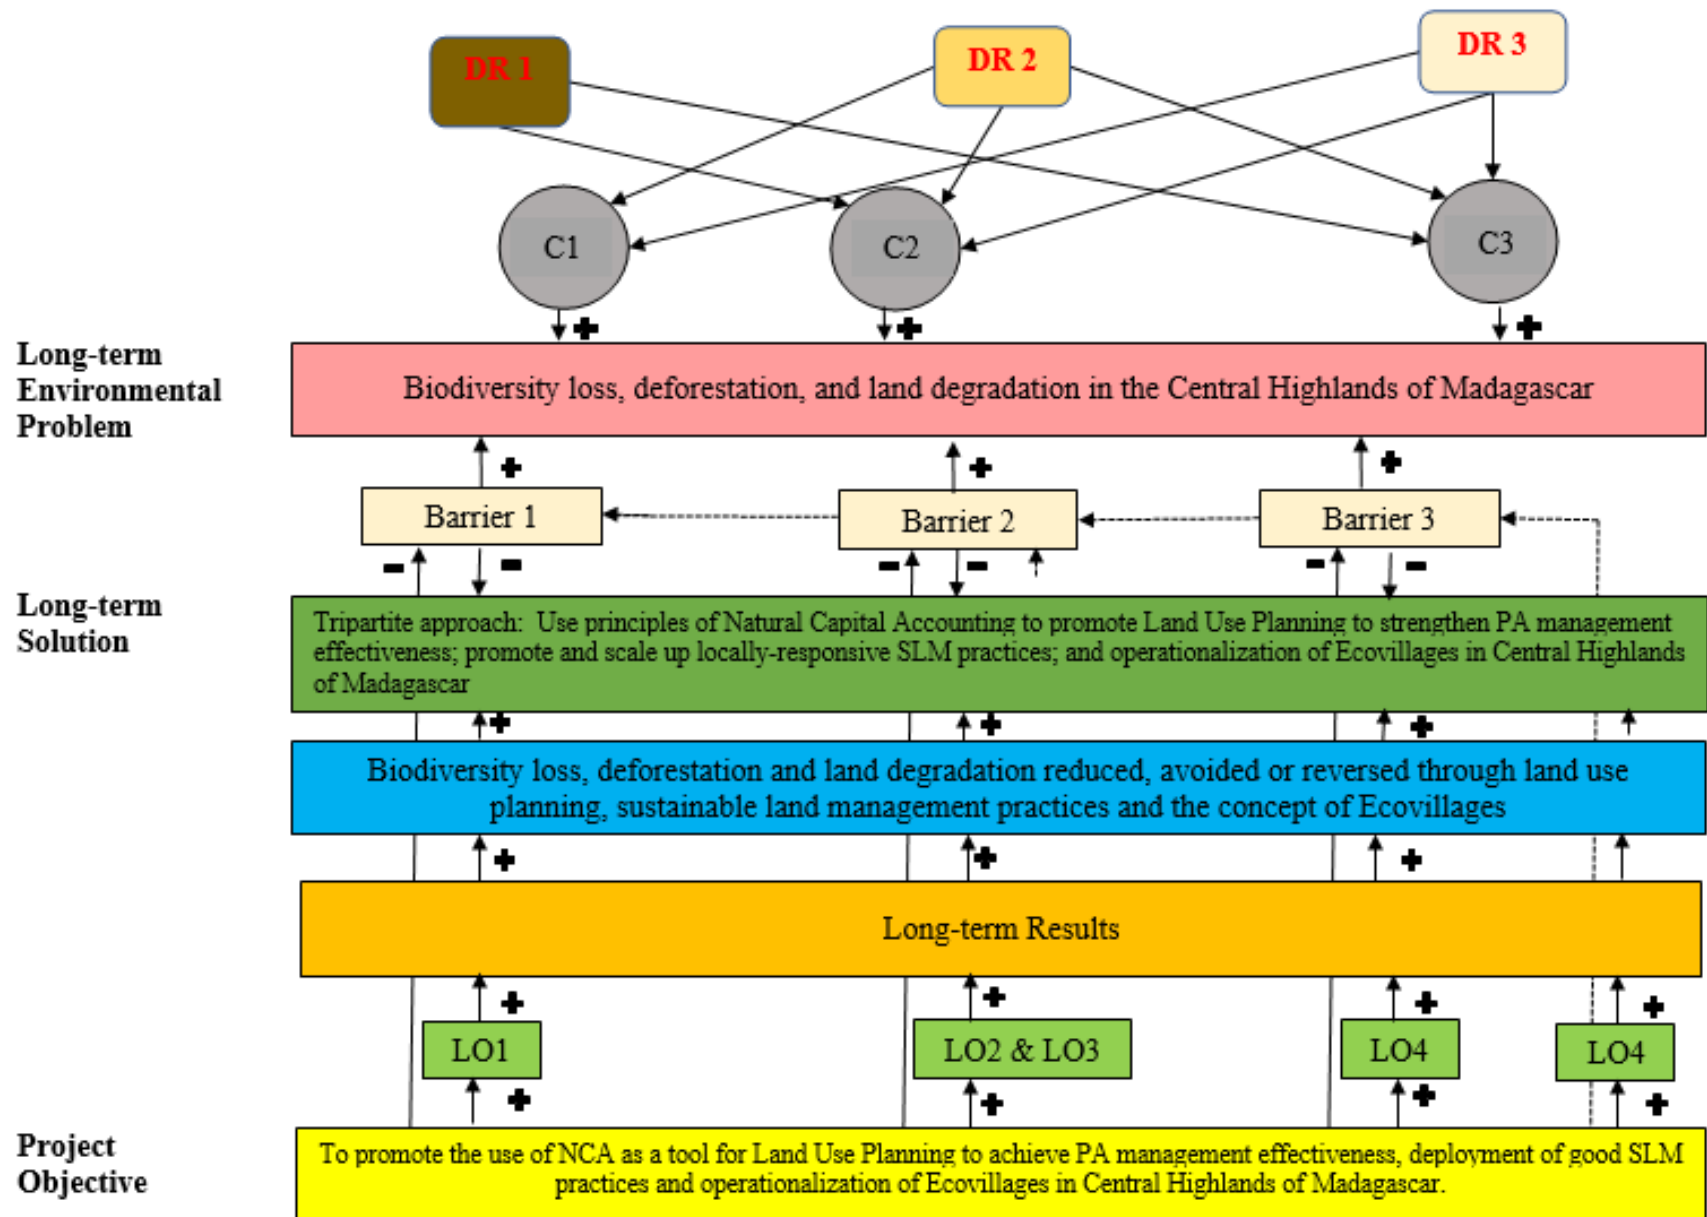 DR 1
DR 2
DR 3
C1
C2
C3
+
+
+
Long-term
Environmental
Problem
Biodiversity loss, deforestation, and land degradation in the Central Highlands of Madagascar
+
+
+
Barrier 1
Barrier 2
Barrier 3
-
-
-
-
-
-
Long-term
Solution
Tripartite approach: Use principles of Natural Capital Accounting to promote Land Use Planning to strengthen PA management
effectiveness; promote and scale up locally-responsive SLM practices; and operationalization of Ecovillages in Central Highlands
of Madagascar
+
+
+
Biodiversity loss, deforestation and land degradation reduced, avoided or reversed through land use
planning, sustainable land management practices and the concept of Ecovillages
+
+
+
Long-term Results
+
+
+
+
LO1
LO2 & LO3
LO4
LO4
+
+
+
+
Project
Objective
To promote the use of NCA as a tool for Land Use Planning to achieve PA management effectiveness, deployment of good SLM
practices and operationalization of Ecovillages in Central Highlands of Madagascar.